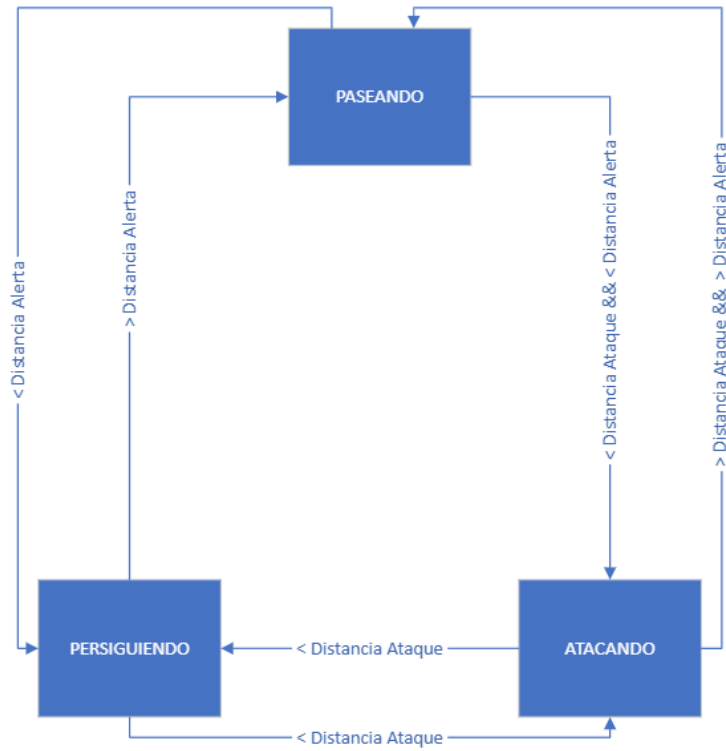 PASEANDO
< Distancia Alerta
> Distancia Alerta
< Distancia Ataque && < Distancia Alerta
> Distancia Ataque && > Distancia Alerta
PERSIGUIENDO
< Distancia Ataque
ATACANDO
< Distancia Ataque